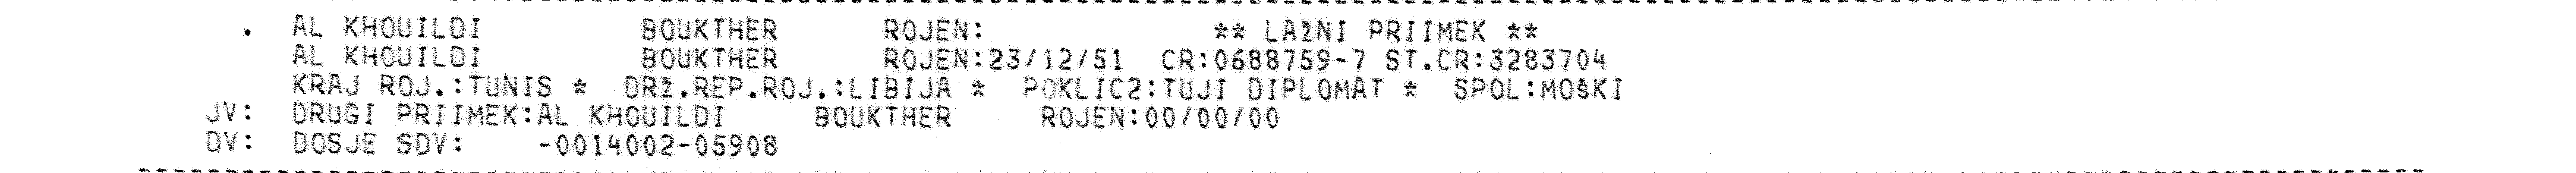 . AL KHOUILDI BOUKTHER ROJEN: ** LAŽNI PRIIMEK **
AL KHOUILDI BOUKTHER ROJEN:23/12/51 CR:0688759-7 ST.CR:3283704
KRAJ ROJ.:TUNIS * DRŽ.REP.ROJ.:LIBIJA * POKLIC2:TUJI DIPLOMAT * SPOL:MOŠKI
JV: DRUGI PRIIMEK:AL KHOUILDI BOUKTHER ROJEN:00/00/00
DV: DOSJE SDV: -0014002-05908